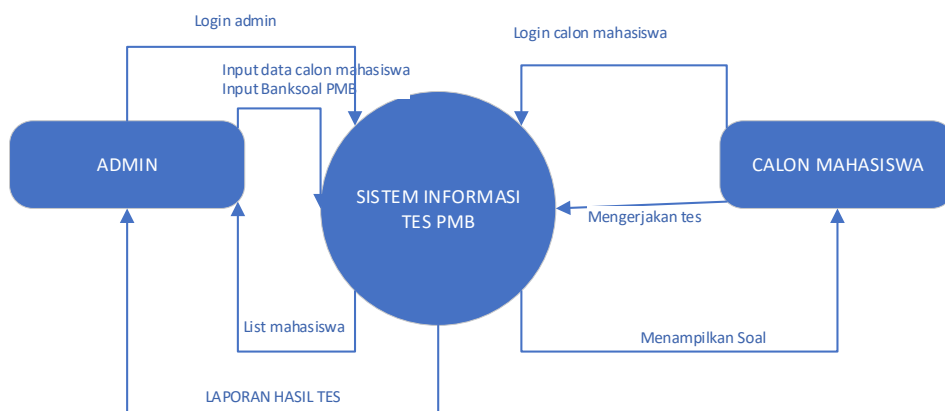 Login admin
Login calon mahasiswa
Input data calon mahasiswa
Input Banksoal PMB
ADMIN
CALON MAHASISWA
SISTEM INFORMASI
TES PMB
Mengerjakan tes
List mahasiswa
Menampilkan Soal
LAPORAN HASIL TES